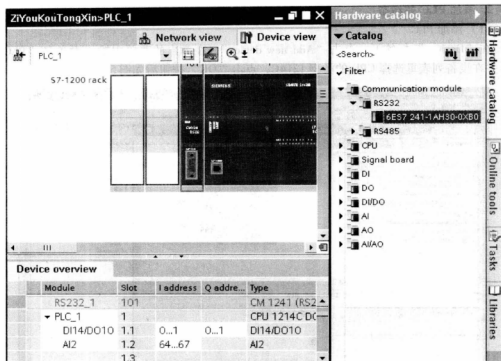 ZiYouKouTongXin>PLC_1
Network view
Device view
PLC_1
101
S7-1200 rack
SIEMENS
Device overview
Module Slot I address Q addre... Type
RS232_1 101 CM 1241 (RS2
PLC_1 1 CPU 1214C DC
DI14/DO10 1.1 0...1 0...1 DI14/DO10
AI2 1.2 64...67 AI2
1.3
Hardware catalog
Catalog
<Search>
Filter
Communication module
RS232
6ES7 241-1AH30-0XB0
RS485
CPU
Signal board
DI
DO
DI/DO
AI
AO
AI/AO
Hardware catalog
Online tools
Tasks
Libraries